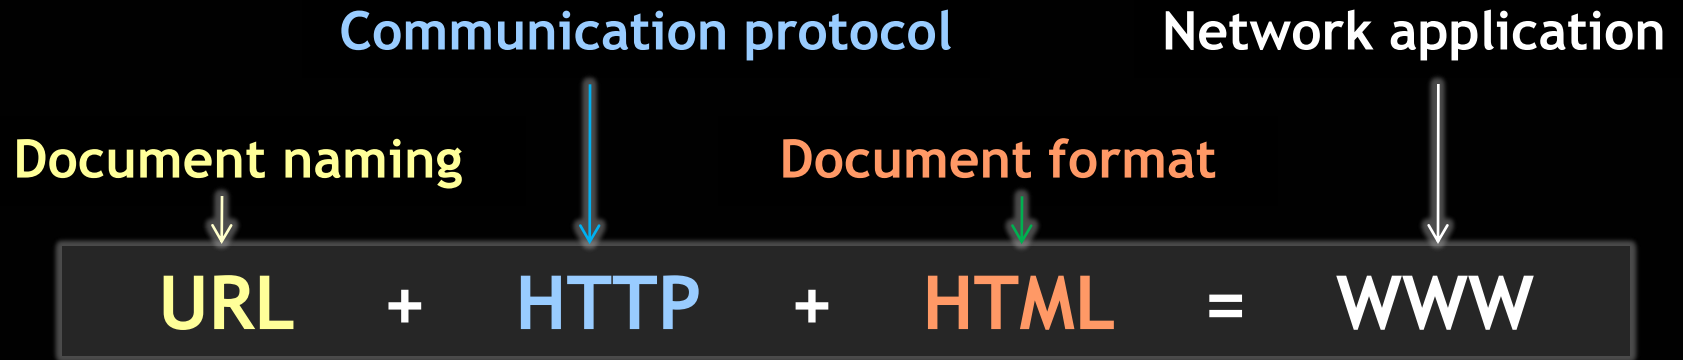 Communication protocol
Network application
Document naming
Document format
URL + HTTP + HTML = WWW